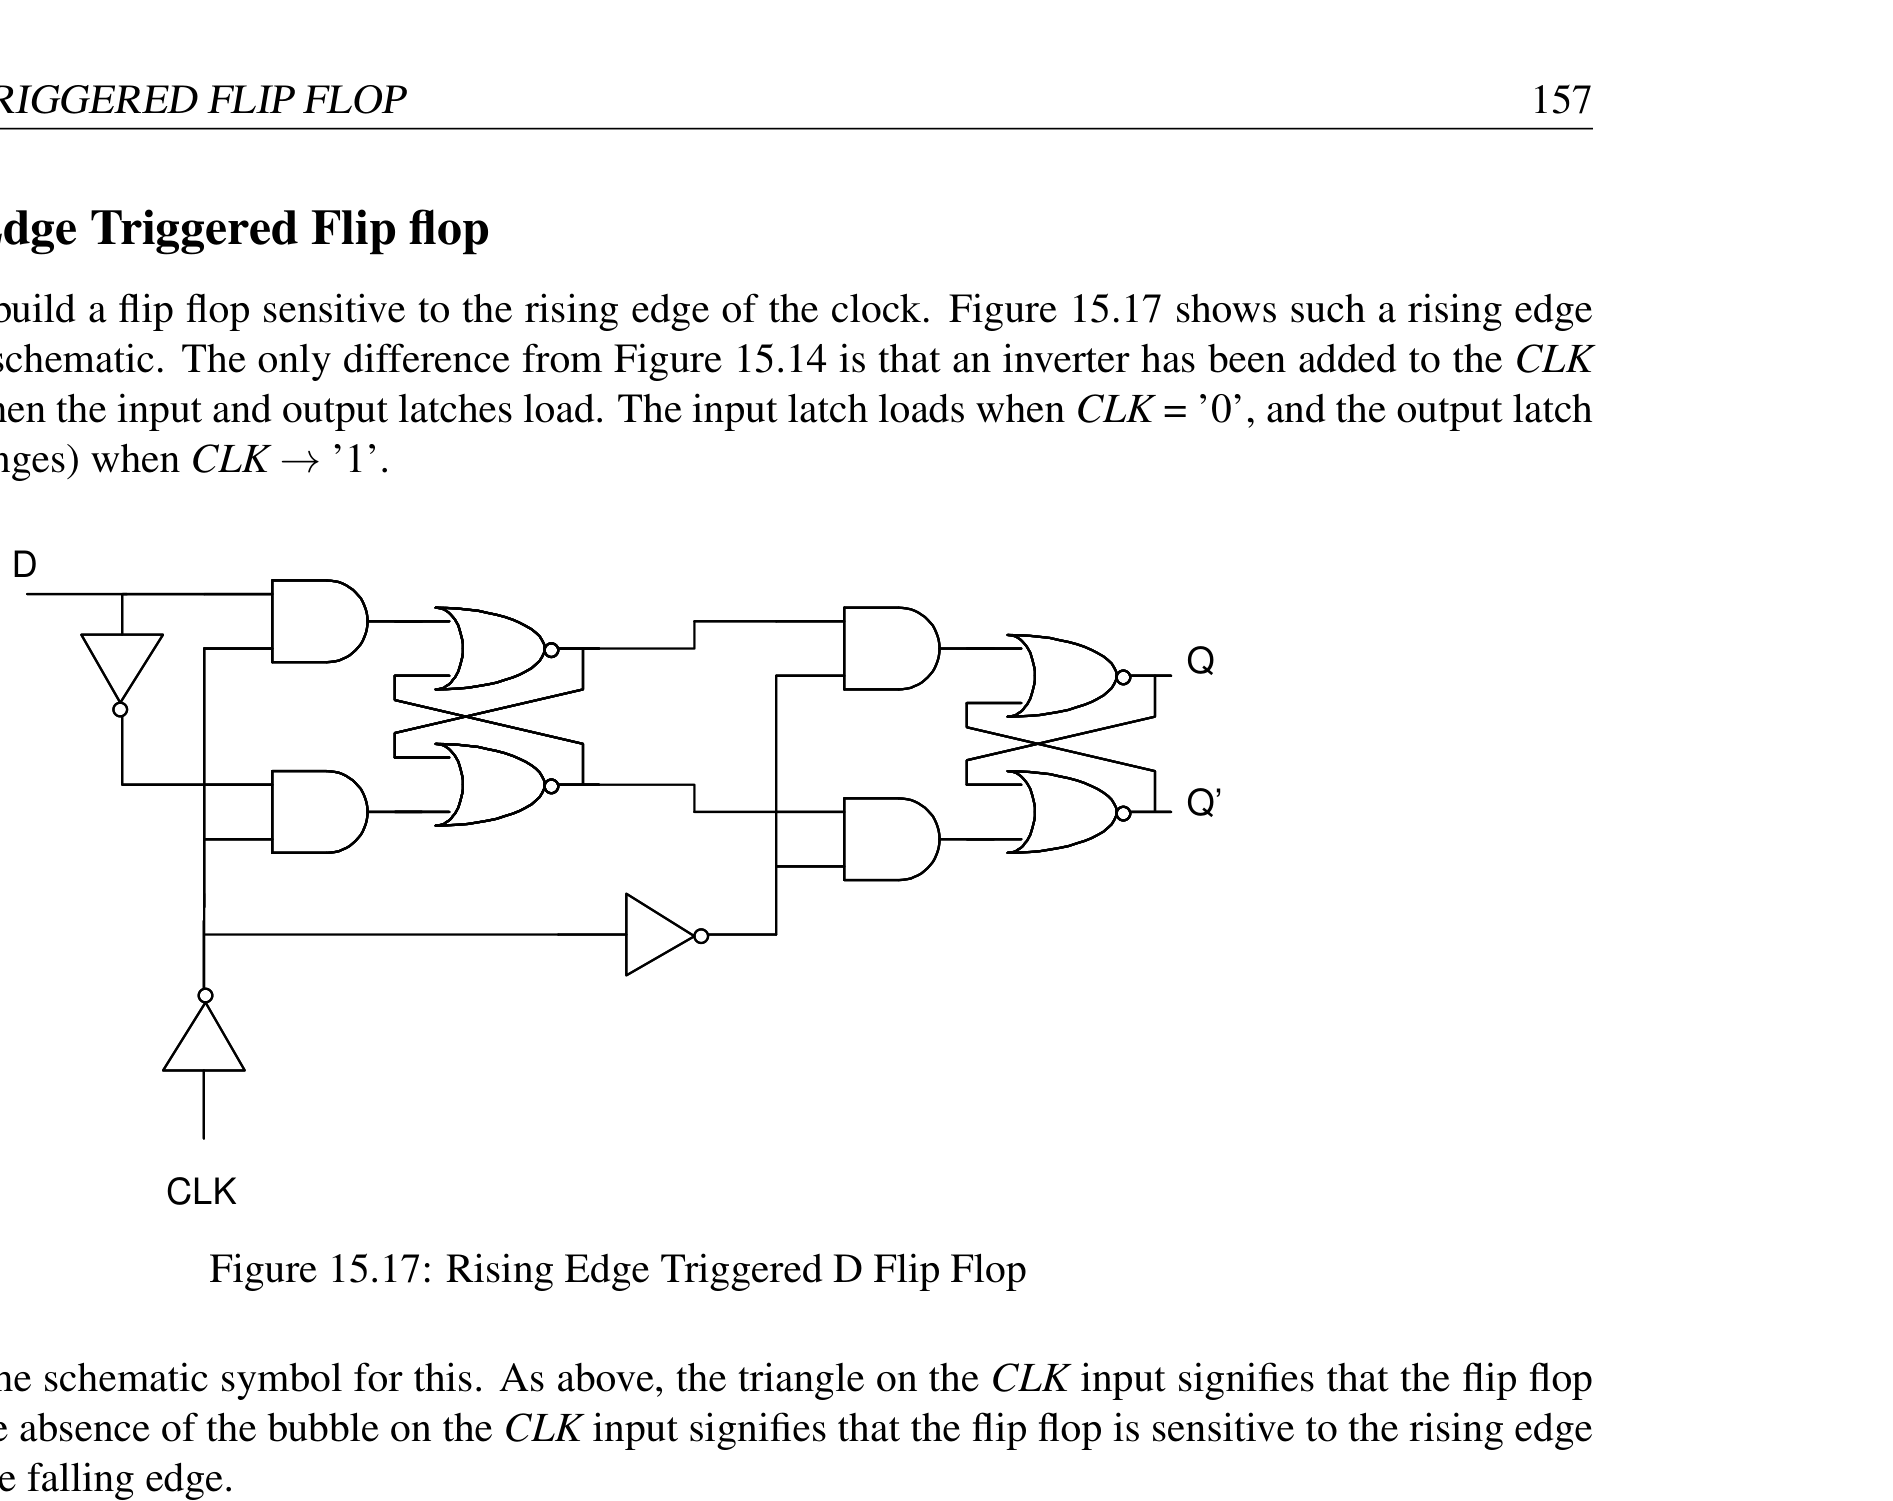 RIGGERED FLIP FLOP 157
dge Triggered Flip flop
build a flip flop sensitive to the rising edge of the clock. Figure 15.17 shows such a rising edge
schematic. The only difference from Figure 15.14 is that an inverter has been added to the CLK
en the input and output latches load. The input latch loads when CLK = ’0’, and the output latch
nges) when CLK → ’1’.
D
Q
Q’
CLK
Figure 15.17: Rising Edge Triggered D Flip Flop
he schematic symbol for this. As above, the triangle on the CLK input signifies that the flip flop
e absence of the bubble on the CLK input signifies that the flip flop is sensitive to the rising edge
e falling edge.